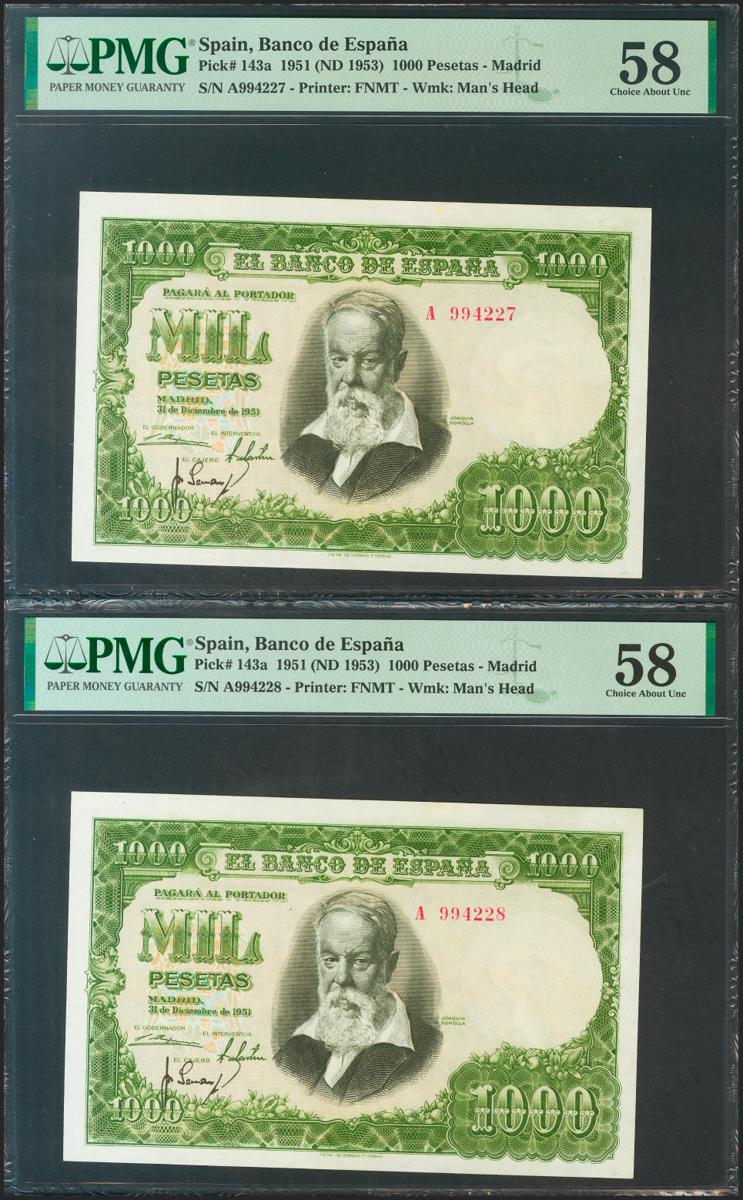 PMG®
PAPER MONEY GUARANTY
Spain, Banco de España
Pick# 143a 1951 (ND 1953) 1000 Pesetas - Madrid
S/N A994227 - Printer: FNMT - Wmk: Man's Head
58
Choice About Unc
1000 EL BANCO DE ESPAÑA 1000
PAGARÁ AL PORTADOR
A 994227
MIL
PESETAS
MADRID,
31 de Diciembre de 1951
JOAQUIN
SOROLLA
EL GOBERNADOR EL INTERVENTOR
EL CAJERO
1000 1000
PMG®
PAPER MONEY GUARANTY
Spain, Banco de España
Pick# 143a 1951 (ND 1953) 1000 Pesetas - Madrid
S/N A994228 - Printer: FNMT - Wmk: Man's Head
58
Choice About Unc
1000 EL BANCO DE ESPAÑA 1000
PAGARÁ AL PORTADOR
A 994228
MIL
PESETAS
MADRID,
31 de Diciembre de 1951
JOAQUIN
SOROLLA
EL GOBERNADOR EL INTERVENTOR
EL CAJERO
1000 1000